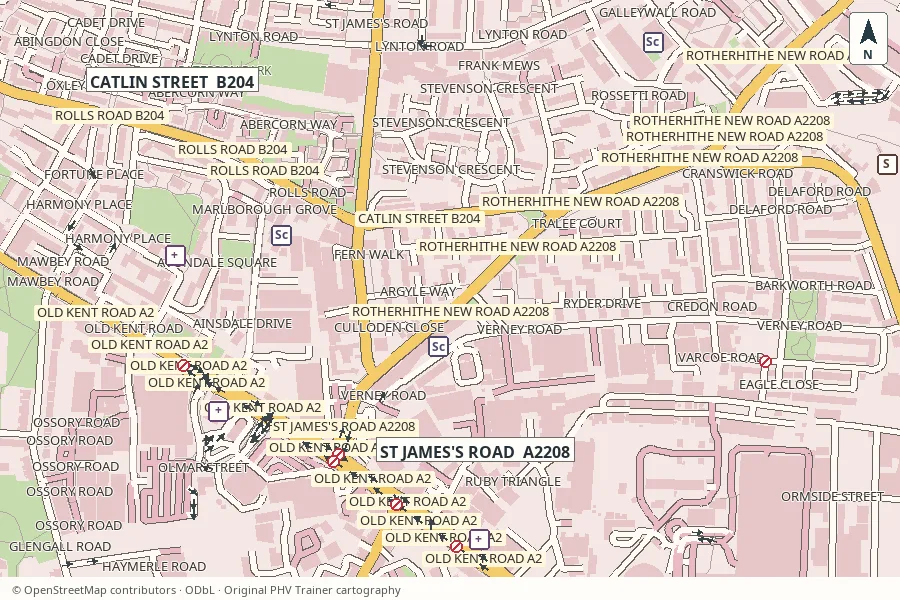 ST JAMES'S ROAD
GALLEYWALL ROAD
CADET DRIVE
LYNTON ROAD
LYNTON ROAD
ABINGDON CLOSE
LYNTON ROAD
Sc
ROTHERHITHE NEW ROAD
N
CADET DRIVE
FRANK MEWS
CATLIN STREET B204
STEVENSON CRESCENT
ABERCORN WAY
ROSSETTI ROAD
ROLLS ROAD B204
ROTHERHITHE NEW ROAD A2208
ABERCORN WAY
STEVENSON CRESCENT
ROTHERHITHE NEW ROAD A2208
ROLLS ROAD B204
ROTHERHITHE NEW ROAD A2208
S
ROLLS ROAD B204
STEVENSON CRESCENT
FORTUNE PLACE
CRANSWICK ROAD
ROLLS ROAD
DELAFORD ROAD
HARMONY PLACE
ROTHERHITHE NEW ROAD A2208
MARLBOROUGH GROVE
DELAFORD ROAD
CATLIN STREET B204
TRALEE COURT
HARMONY PLACE
Sc
ROTHERHITHE NEW ROAD A2208
FERN WALK
MAWBEY ROAD
AVONDALE SQUARE
MAWBEY ROAD
BARKWORTH ROAD
ARGYLE WAY
RYDER DRIVE
CREDON ROAD
OLD KENT ROAD A2
ROTHERHITHE NEW ROAD A2208
AINSDALE DRIVE
OLD KENT ROAD
CULLODEN CLOSE
VERNEY ROAD
VERNEY ROAD
OLD KENT ROAD A2
Sc
VARCOE ROAD
OLD KENT ROAD A2
OLD KENT ROAD A2
EAGLE CLOSE
VERNEY ROAD
KENT ROAD A2
OSSORY ROAD
ST JAMES'S ROAD A2208
OSSORY ROAD
OLD KENT ROAD A
ST JAMES'S ROAD A2208
OSSORY ROAD
OLMAR STREET
OLD KENT ROAD A2
RUBY TRIANGLE
OSSORY ROAD
ORMSIDE STREET
OLD KENT ROAD A2
OLD KENT ROAD A2
OSSORY ROAD
OLD KENT ROAD A2
GLENGALL ROAD
OLD KENT ROAD A2
HAYMERLE ROAD
© OpenStreetMap contributors · ODbL · Original PHV Trainer cartography